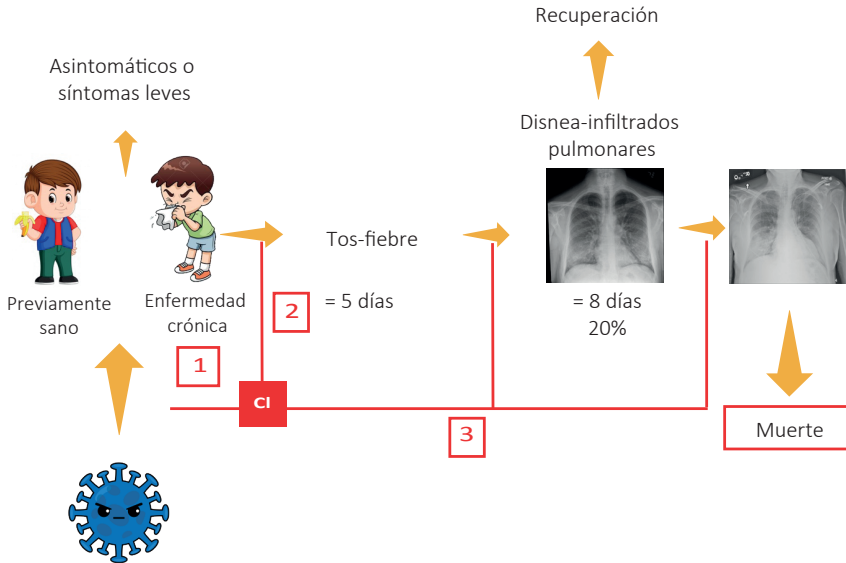 Recuperación
Asintomáticos o
síntomas leves
Disnea-infiltrados
pulmonares
Tos-fiebre
Previamente
sano
Enfermedad
crónica
1
2
= 5 días
= 8 días
20%
CI
3
Muerte